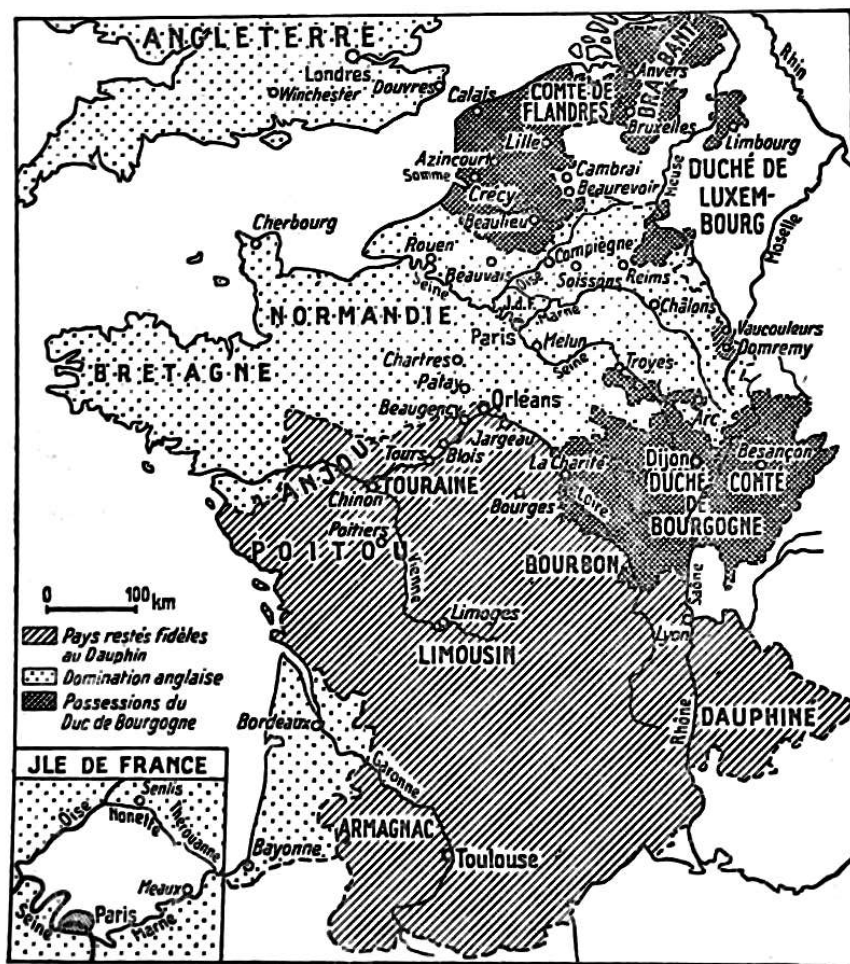 ANGLETERRE
Londres
Winchester
Douvres
Calais
COMTE DE
FLANDRES
BRABANT
Anvers
Bruxelles
Rhin
Lille
Limbourg
Azincourt
Somme
Crécy
Cambrai
Beaurevoir
Meuse
DUCHÉ DE
LUXEM-
BOURG
Moselle
Beaulieu
Cherbourg
Rouen
Beauvais
Oise
Compiègne
Soissons
Reims
Seine
NORMANDIE
J.d.F.
Marne
Châlons
Paris
Melun
Seine
Vaucouleurs
Domremy
Chartres
Troyes
BRETAGNE
Patay
Orléans
Beaugency
Jargeau
Arc
ANJOU
Tours
Blois
La Charité
Dijon
Besançon
Chinon
TOURAINE
Bourges
Loire
DUCHÉ
DE
BOURGOGNE
COMTÉ
Poitiers
POITOU
Vienne
BOURBON
Saône
0 100 km
Limoges
LIMOUSIN
Lyon
Pays restés fidèles
au Dauphin
Domination anglaise
Possessions du
Duc de Bourgogne
Bordeaux
Rhône
DAUPHINE
Garonne
ARMAGNAC
Toulouse
Bayonne
JLE DE FRANCE
Senlis
Oise
Nonette
Thérouanne
Meaux
Seine
Paris
Marne